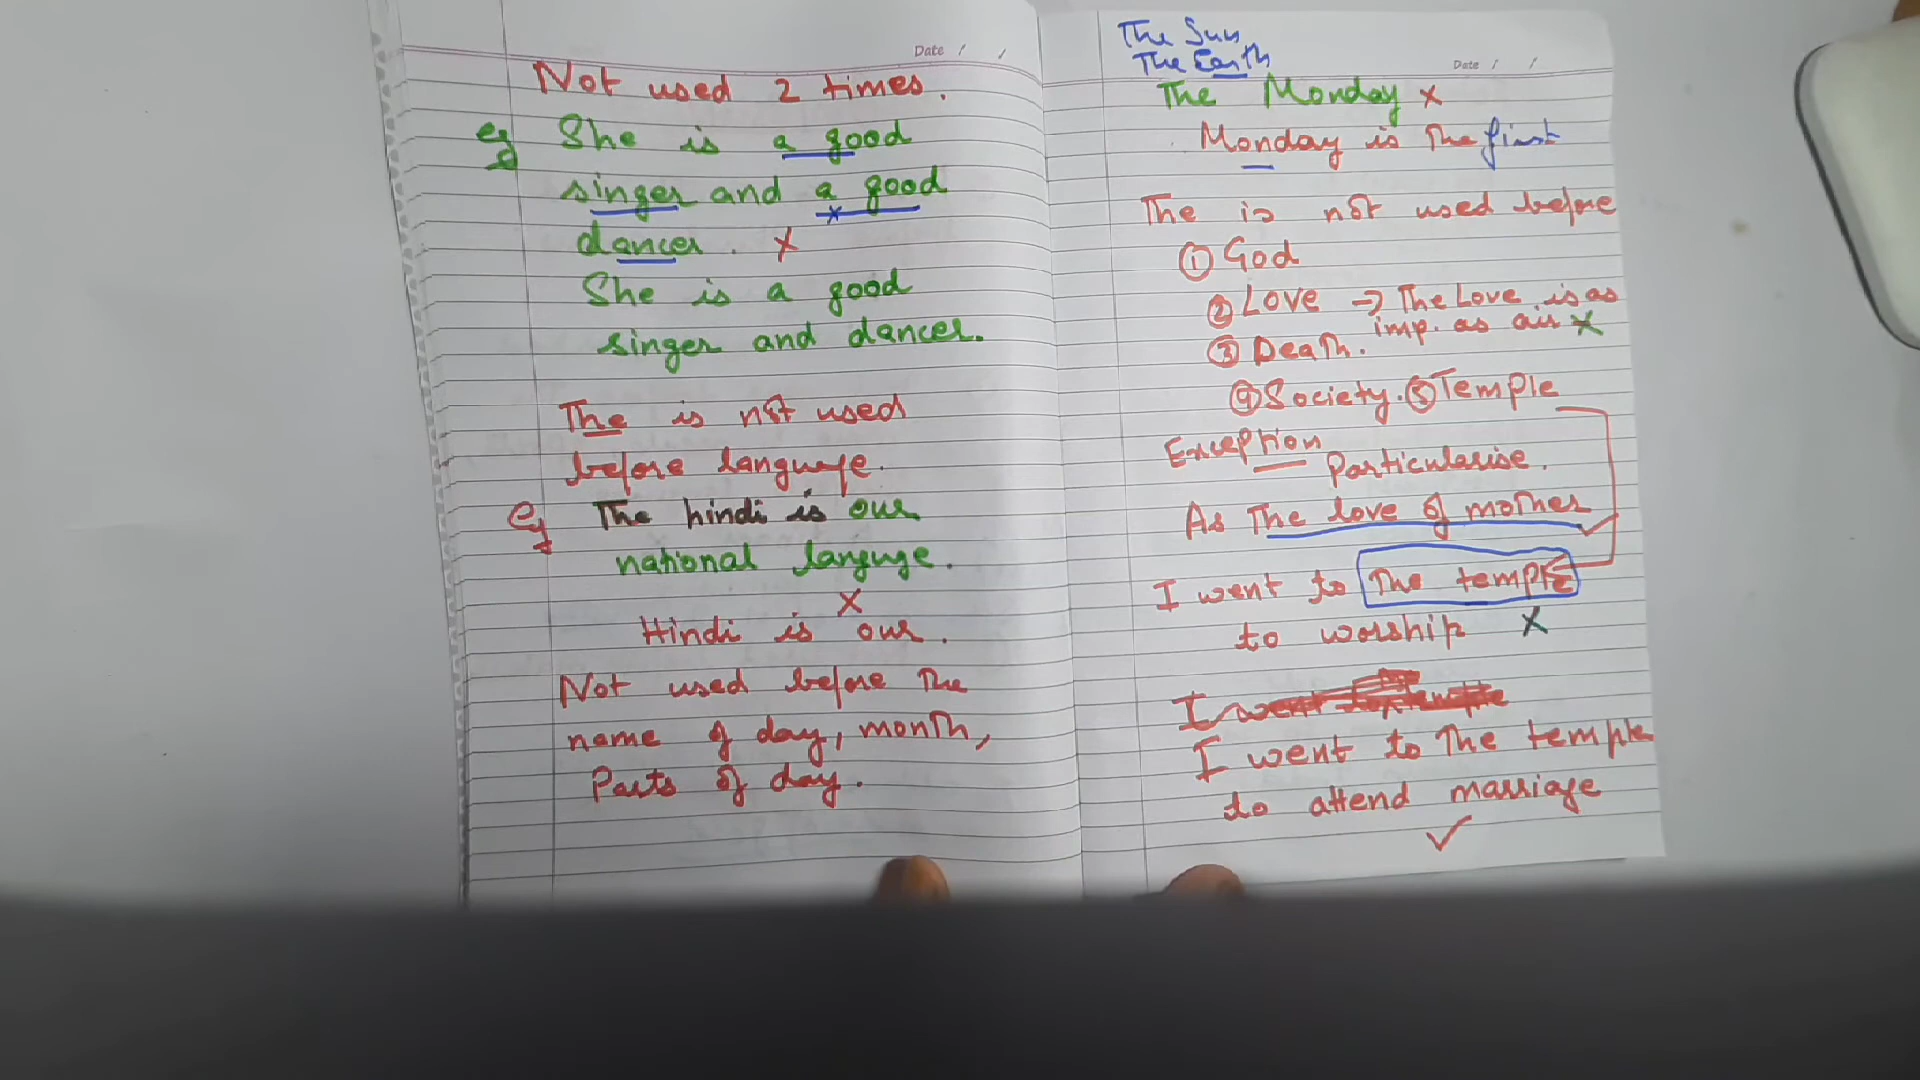 Date / /
Not used 2 times.
eg She is a good
singer and a good
dancer. x
She is a good
singer and dancer.
The is not used
before language.
eg The hindi is our
national languge.
x
Hindi is our.
Not used before the
name of day, month,
Parts of day.
The Sun
The Earth
Date / /
The Monday x
Monday is the first
The is not used before
① God
② Love → The Love is as
imp. as air x
③ Death.
④ Society. ⑤ Temple
Exception
Particularise.
As The love of mother ✓
I went to The temple
to worship x
I went to temple
I went to The temple
to attend marriage
✓